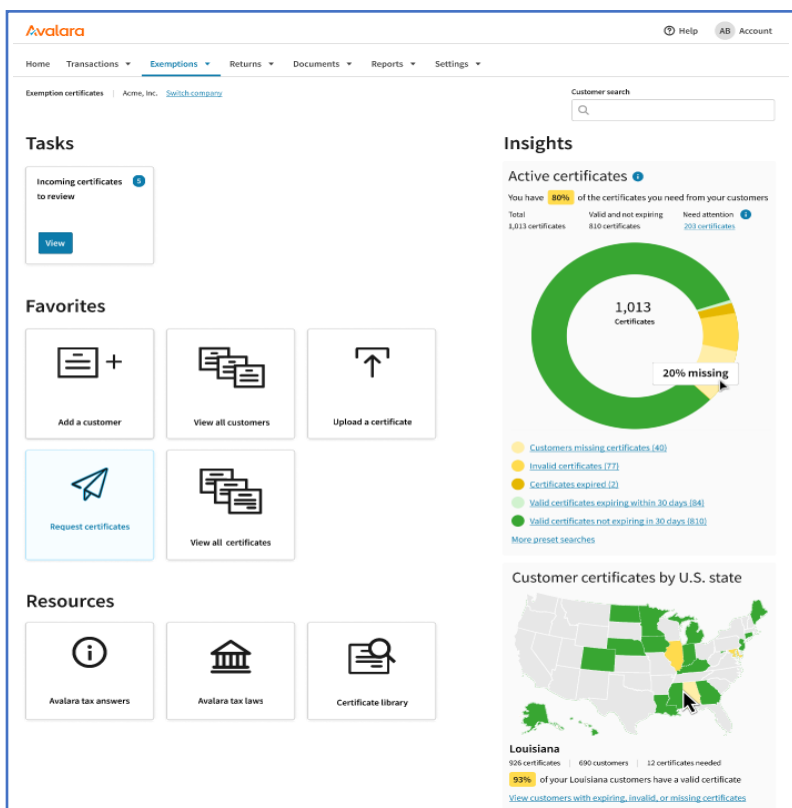 Avalara
Help
AB Account
Home Transactions Exemptions Returns Documents Reports Settings
Exemption certificates | Acme, Inc. Switch company
Customer search
Tasks
Incoming certificates 5
to review
View
Favorites
Add a customer
View all customers
Upload a certificate
Request certificates
View all certificates
Resources
Avalara tax answers
Avalara tax laws
Certificate library
Insights
Active certificates
You have 80% of the certificates you need from your customers
Total Valid and not expiring Need attention
1,013 certificates 810 certificates 203 certificates
1,013
Certificates
20% missing
Customers missing certificates (40)
Invalid certificates (77)
Certificates expired (2)
Valid certificates expiring within 30 days (84)
Valid certificates not expiring in 30 days (810)
More preset searches
Customer certificates by U.S. state
Louisiana
926 certificates | 690 customers | 12 certificates needed
93% of your Louisiana customers have a valid certificate
View customers with expiring, invalid, or missing certificates